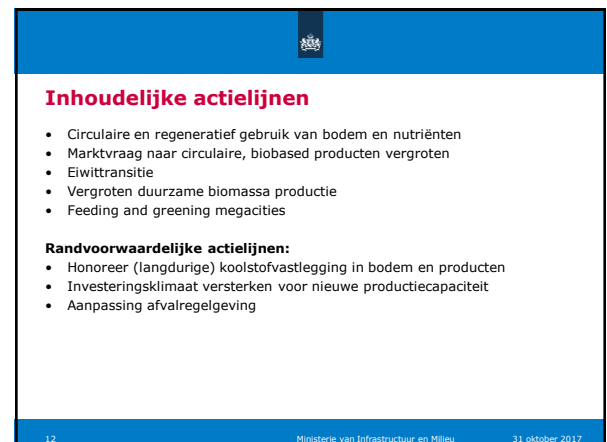 Inhoudelijke actielijnen
• Circulaire en regeneratief gebruik van bodem en nutriënten
• Marktvraag naar circulaire, biobased producten vergroten
• Eiwittransitie
• Vergroten duurzame biomassa productie
• Feeding and greening megacities
Randvoorwaardelijke actielijnen:
• Honoreer (langdurige) koolstofvastlegging in bodem en producten
• Investeringsklimaat versterken voor nieuwe productiecapaciteit
• Aanpassing afvalregelgeving
12 Ministerie van Infrastructuur en Milieu 31 oktober 2017